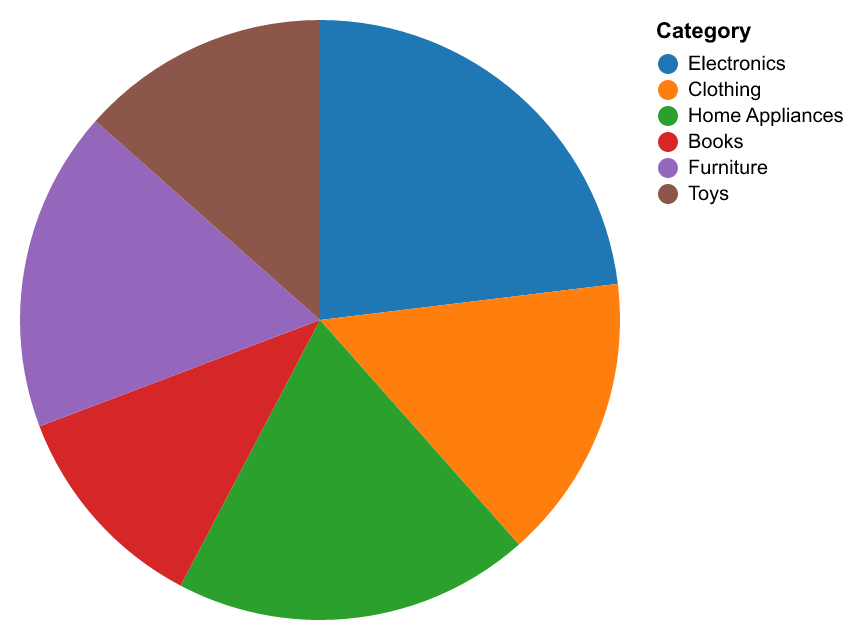 Category
Electronics
Clothing
Home Appliances
Books
Furniture
Toys